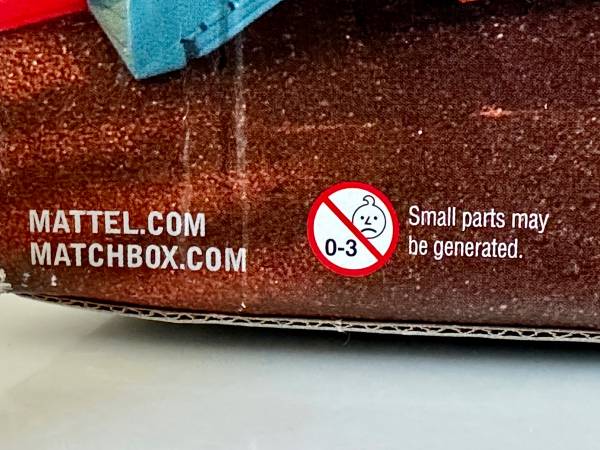 MATTEL.COM
MATCHBOX.COM
0-3
Small parts may
be generated.